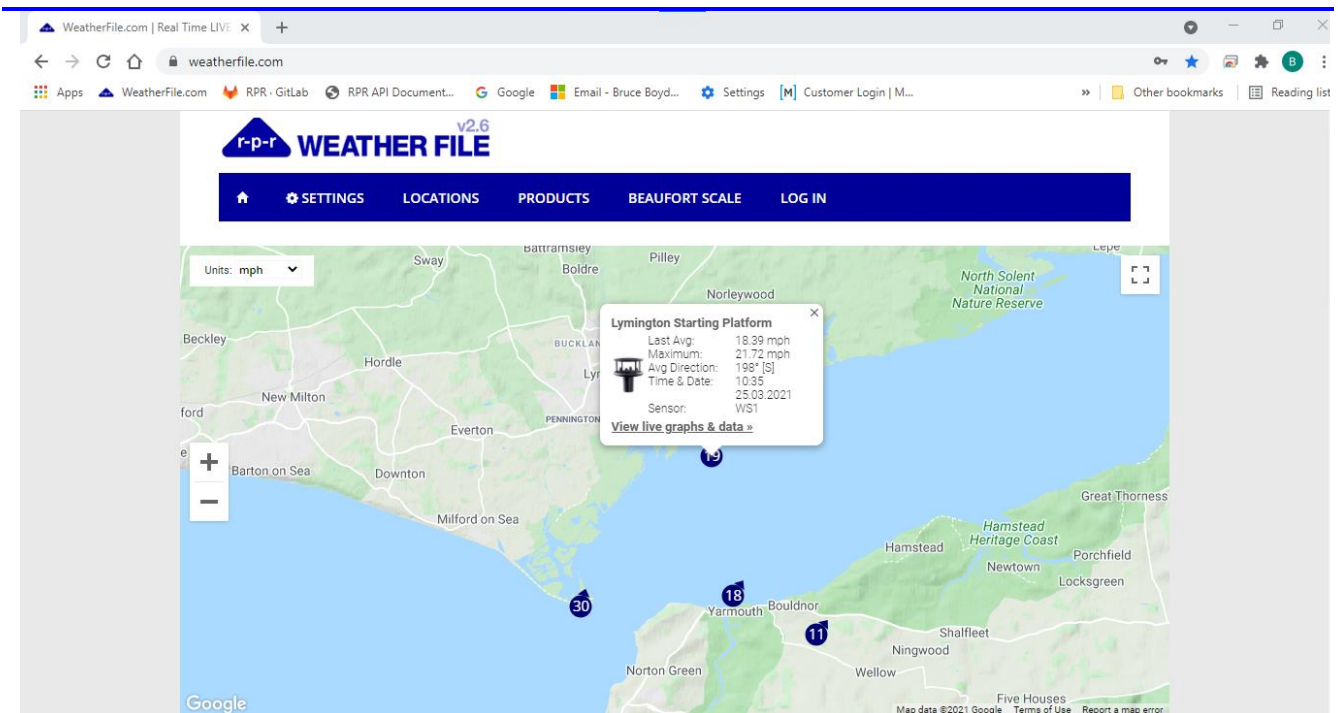 WeatherFile.com | Real Time LIVE
weatherfile.com
Apps WeatherFile.com RPR · GitLab RPR API Document... Google Email - Bruce Boyd... Settings [M] Customer Login | M... » Other bookmarks Reading list
B
v2.6
r-p-r WEATHER FILE
SETTINGS LOCATIONS PRODUCTS BEAUFORT SCALE LOG IN
Units: mph
Battramsley
Sway
Boldre
Pilley
Lepe
North Solent
National
Nature Reserve
Norleywood
Beckley
Hordle
BUCKLAN
Lyr
New Milton
ford
Everton
PENNINGTON
Lymington Starting Platform
Last Avg: 18.39 mph
Maximum: 21.72 mph
Avg Direction: 198° [S]
Time & Date: 10:35
25.03.2021
Sensor: WS1
View live graphs & data »
19
Barton on Sea
Downton
Milford on Sea
Great Thorness
Hamstead
Heritage Coast
Hamstead
Porchfield
Newtown
Locksgreen
30
18
Yarmouth
Bouldnor
11
Shalfleet
Ningwood
Norton Green
Wellow
Five Houses
Google
Map data ©2021 Google Terms of Use Report a map error